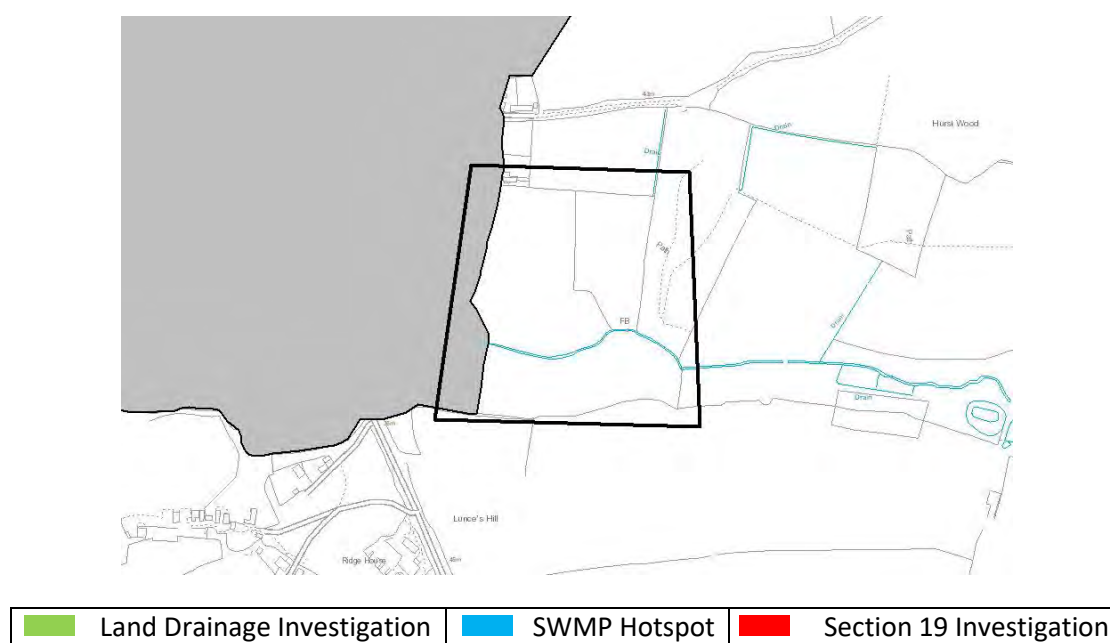 43m
Hurst Wood
Drain
Drain
Path
FB
Drain
Drain
Lunce's Hill
Ridge House
45m
Land Drainage Investigation
SWMP Hotspot
Section 19 Investigation